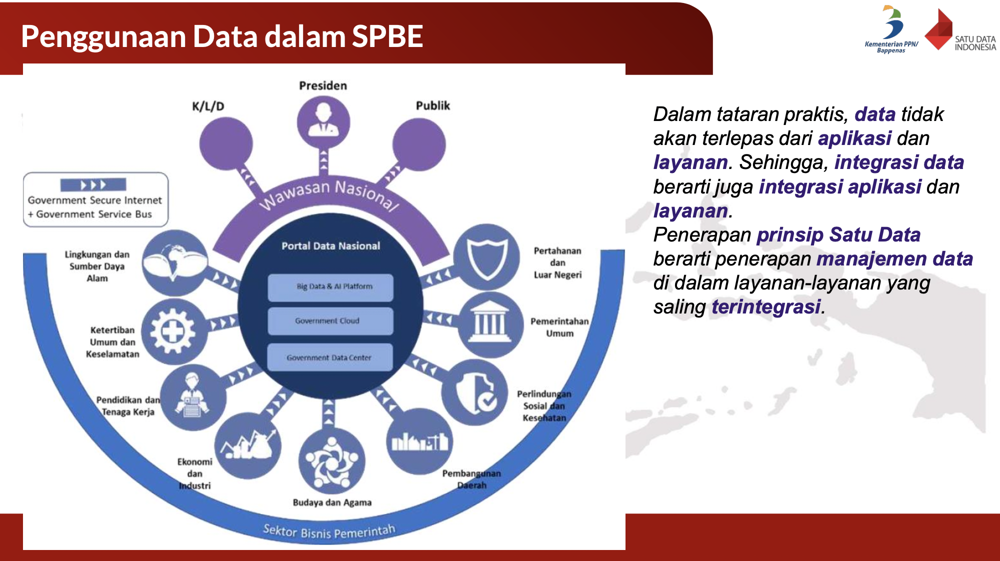 Penggunaan Data dalam SPBE
Kementerian PPN/
Bappenas
SATU DATA
INDONESIA
Presiden
K/L/D
Publik
Wawasan Nasional
Government Secure Internet
+ Government Service Bus
Portal Data Nasional
Big Data & AI Platform
Government Cloud
Government Data Center
Lingkungan dan
Sumber Daya
Alam
Ketertiban
Umum dan
Keselamatan
Pendidikan dan
Tenaga Kerja
Ekonomi
dan
Industri
Budaya dan Agama
Pembangunan
Daerah
Perlindungan
Sosial dan
Kesehatan
Pemerintahan
Umum
Pertahanan
dan
Luar Negeri
Sektor Bisnis Pemerintah
Dalam tataran praktis, data tidak
akan terlepas dari aplikasi dan
layanan. Sehingga, integrasi data
berarti juga integrasi aplikasi dan
layanan.
Penerapan prinsip Satu Data
berarti penerapan manajemen data
di dalam layanan-layanan yang
saling terintegrasi.